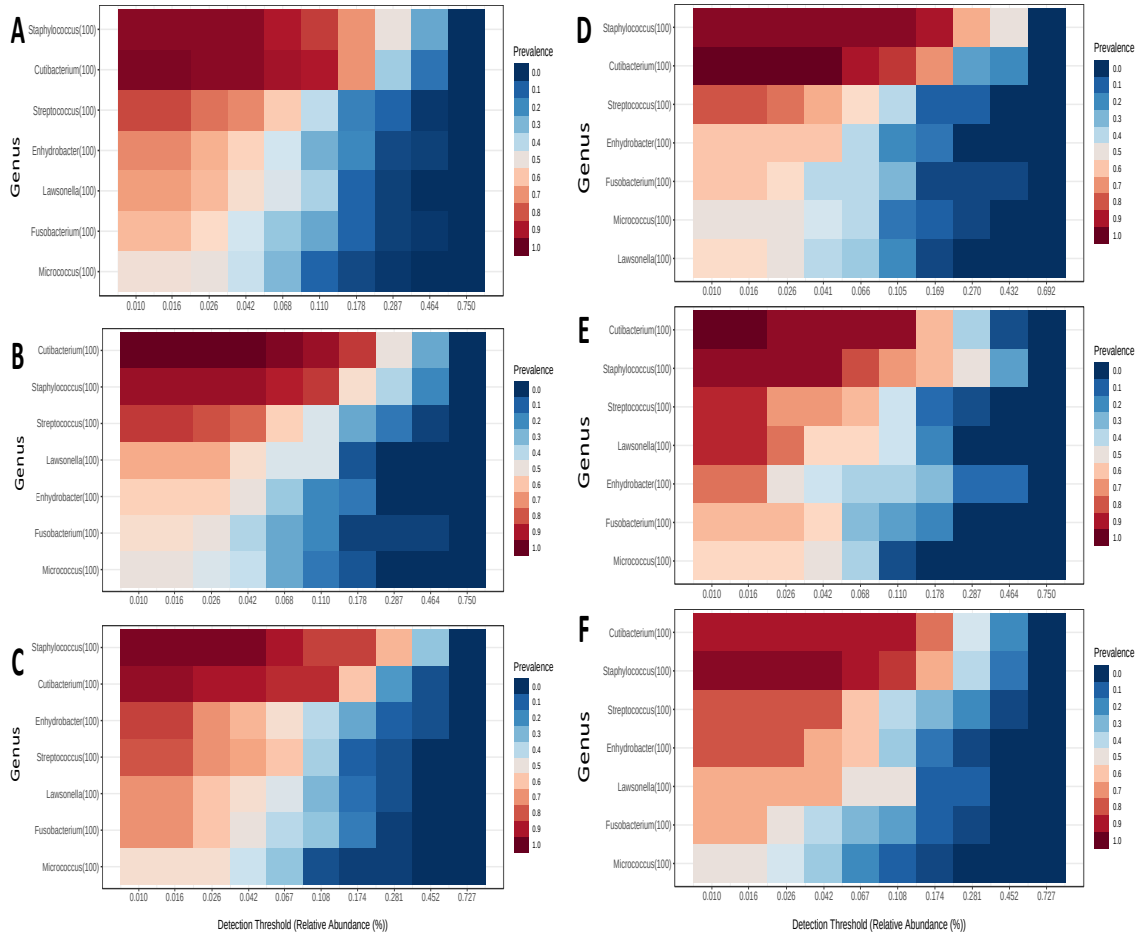 A
Genus
Staphylococcus(100)
Cutibacterium(100)
Streptococcus(100)
Enhydrobacter(100)
Lawsonella(100)
Fusobacterium(100)
Micrococcus(100)
0.010 0.016 0.026 0.042 0.068 0.110 0.178 0.287 0.464 0.750
Prevalence
0.0
0.1
0.2
0.3
0.4
0.5
0.6
0.7
0.8
0.9
1.0
B
Genus
Cutibacterium(100)
Staphylococcus(100)
Streptococcus(100)
Lawsonella(100)
Enhydrobacter(100)
Fusobacterium(100)
Micrococcus(100)
0.010 0.016 0.026 0.042 0.068 0.110 0.178 0.287 0.464 0.750
Prevalence
0.0
0.1
0.2
0.3
0.4
0.5
0.6
0.7
0.8
0.9
1.0
C
Genus
Staphylococcus(100)
Cutibacterium(100)
Enhydrobacter(100)
Streptococcus(100)
Lawsonella(100)
Fusobacterium(100)
Micrococcus(100)
0.010 0.016 0.026 0.042 0.067 0.108 0.174 0.281 0.452 0.727
Detection Threshold (Relative Abundance (%))
Prevalence
0.0
0.1
0.2
0.3
0.4
0.5
0.6
0.7
0.8
0.9
1.0
D
Genus
Staphylococcus(100)
Cutibacterium(100)
Streptococcus(100)
Enhydrobacter(100)
Fusobacterium(100)
Micrococcus(100)
Lawsonella(100)
0.010 0.016 0.026 0.041 0.066 0.105 0.169 0.270 0.432 0.692
Prevalence
0.0
0.1
0.2
0.3
0.4
0.5
0.6
0.7
0.8
0.9
1.0
E
Genus
Cutibacterium(100)
Staphylococcus(100)
Streptococcus(100)
Lawsonella(100)
Enhydrobacter(100)
Fusobacterium(100)
Micrococcus(100)
0.010 0.016 0.026 0.042 0.068 0.110 0.178 0.287 0.464 0.750
Prevalence
0.0
0.1
0.2
0.3
0.4
0.5
0.6
0.7
0.8
0.9
1.0
F
Genus
Cutibacterium(100)
Staphylococcus(100)
Streptococcus(100)
Enhydrobacter(100)
Lawsonella(100)
Fusobacterium(100)
Micrococcus(100)
0.010 0.016 0.026 0.042 0.067 0.108 0.174 0.281 0.452 0.727
Detection Threshold (Relative Abundance (%))
Prevalence
0.0
0.1
0.2
0.3
0.4
0.5
0.6
0.7
0.8
0.9
1.0